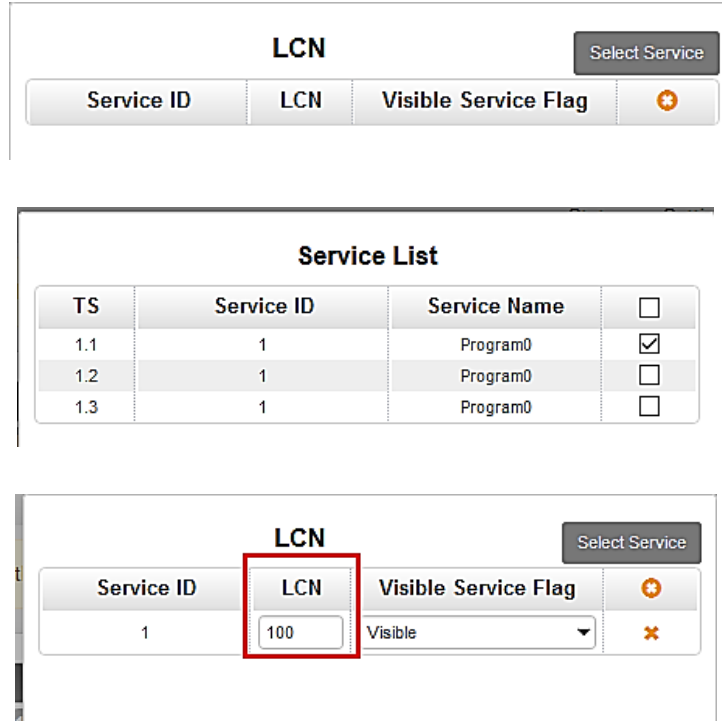 LCN
Select Service
Service ID LCN Visible Service Flag
Service List
TS Service ID Service Name
1.1 1 Program0
1.2 1 Program0
1.3 1 Program0
LCN
Select Service
t
Service ID LCN Visible Service Flag
1 100 Visible